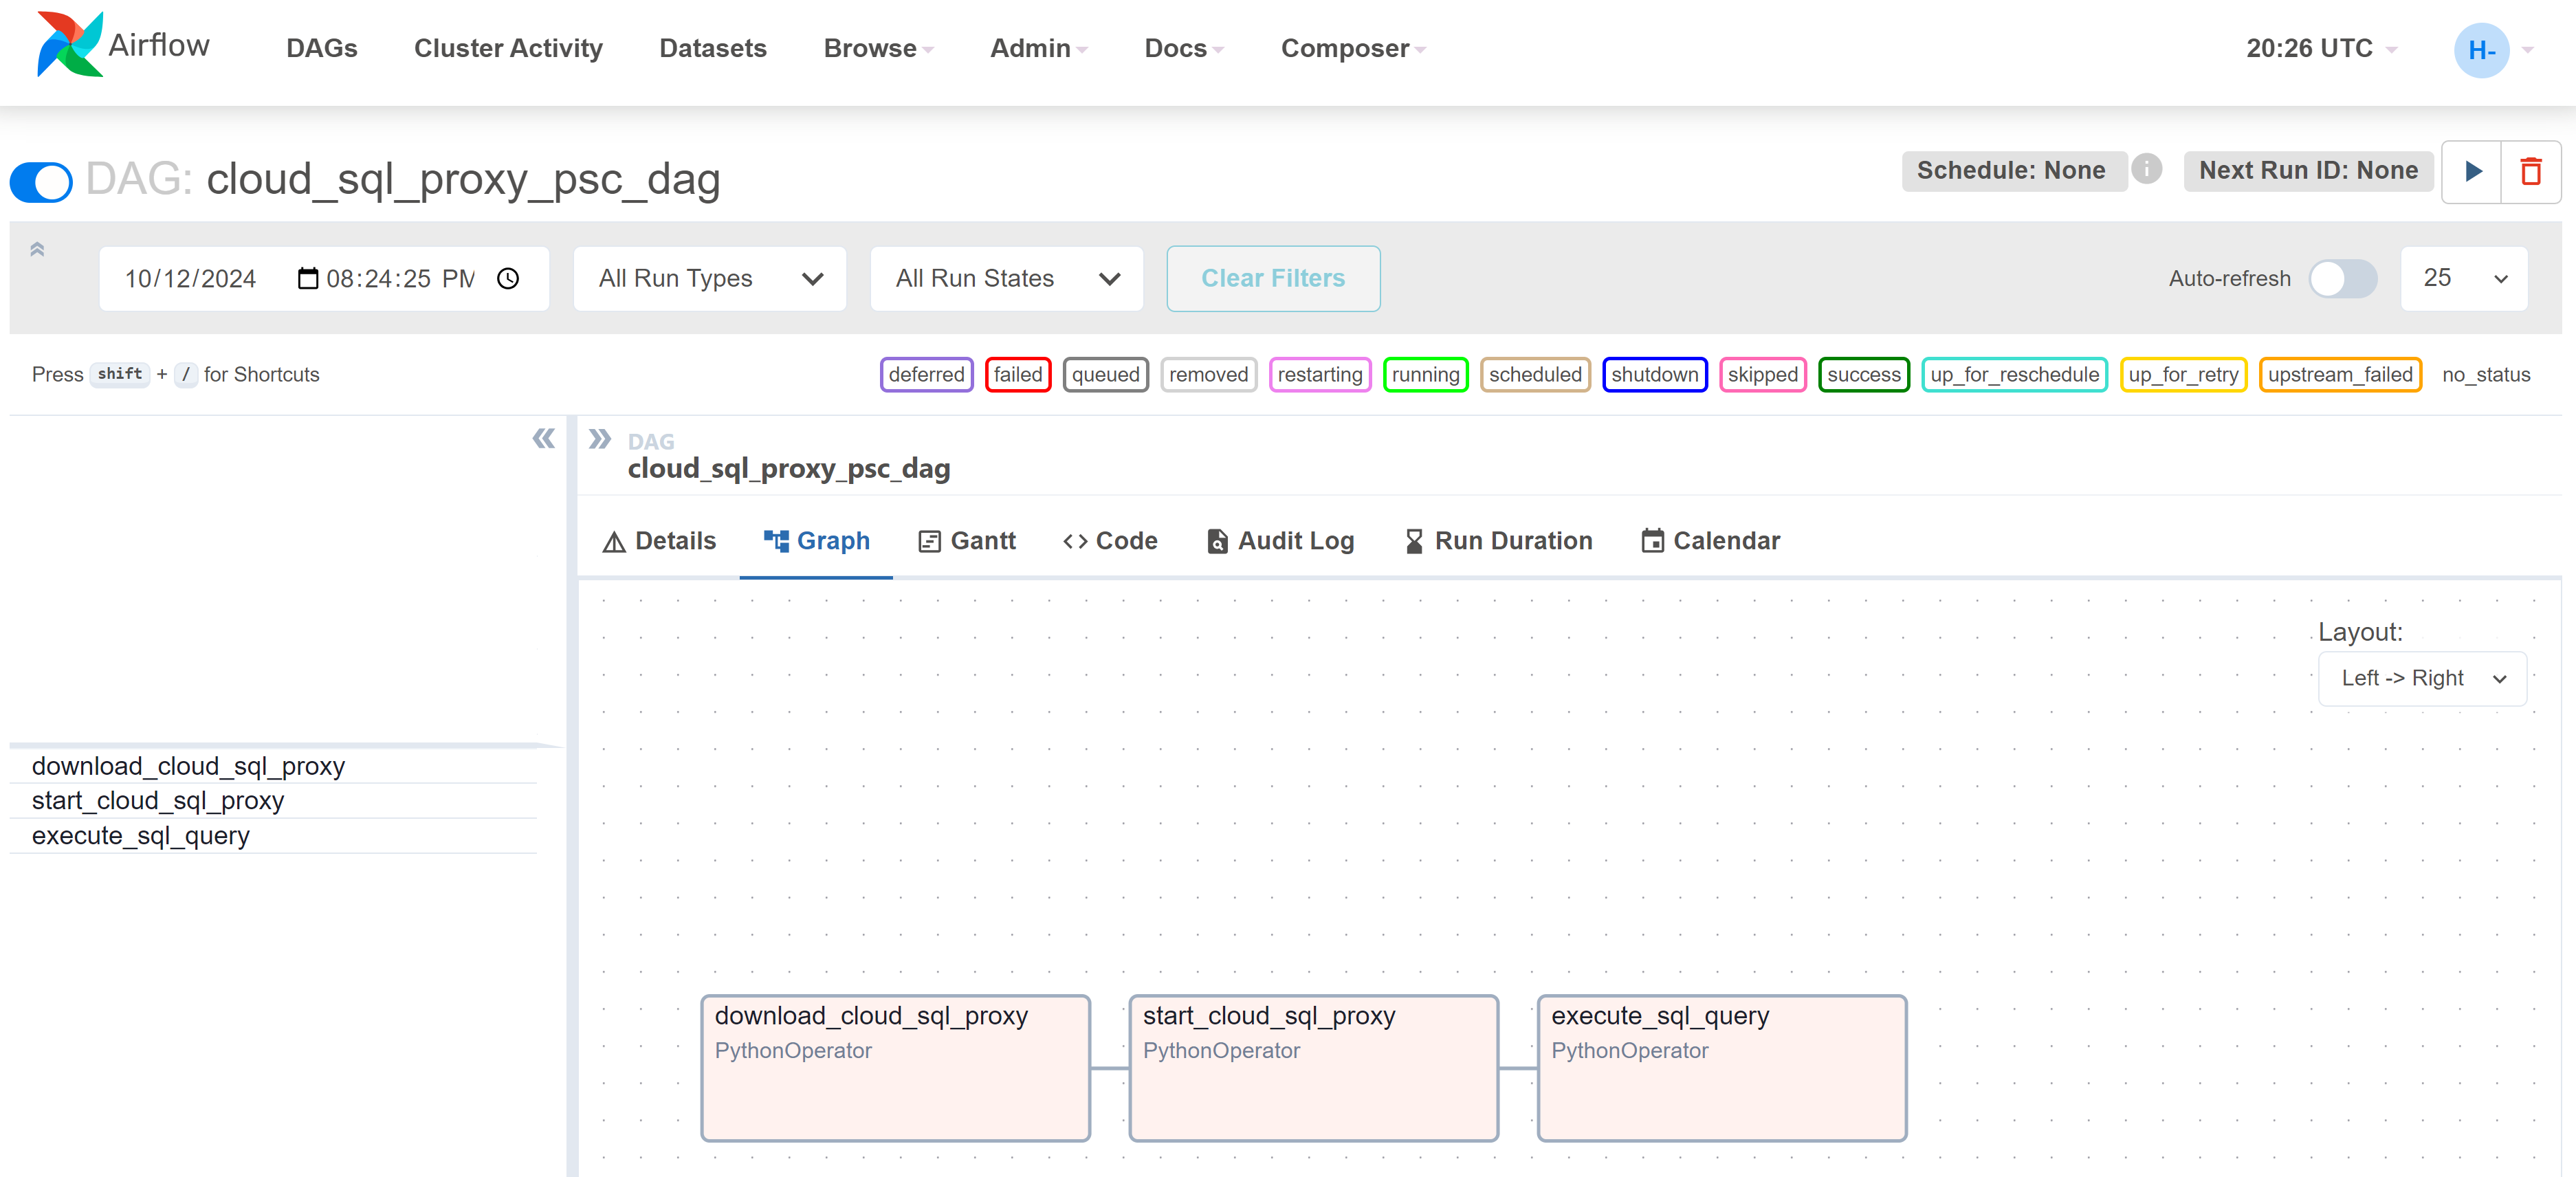 Airflow DAGs Cluster Activity Datasets Browse Admin Docs Composer 20:26 UTC H-
DAG: cloud_sql_proxy_psc_dag Schedule: None i Next Run ID: None
10/12/2024 08:24:25 PM All Run Types All Run States Clear Filters Auto-refresh 25
Press shift + / for Shortcuts deferred failed queued removed restarting running scheduled shutdown skipped success up_for_reschedule up_for_retry upstream_failed no_status
DAG
cloud_sql_proxy_psc_dag
Details Graph Gantt Code Audit Log Run Duration Calendar
Layout:
Left -> Right
download_cloud_sql_proxy
start_cloud_sql_proxy
execute_sql_query
download_cloud_sql_proxy
PythonOperator
start_cloud_sql_proxy
PythonOperator
execute_sql_query
PythonOperator